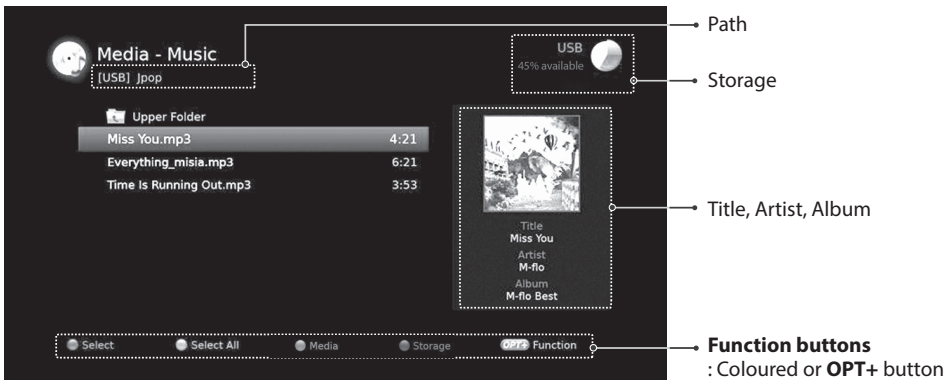 Media - Music
[USB] Jpop
USB
45% available
Path
Storage
Upper Folder
Miss You.mp3 4:21
Everything_misia.mp3 6:21
Time Is Running Out.mp3 3:53
Title
Miss You
Artist
M-flo
Album
M-flo Best
Title, Artist, Album
Select
Select All
Media
Storage
OPT+ Function
Function buttons
: Coloured or OPT+ button